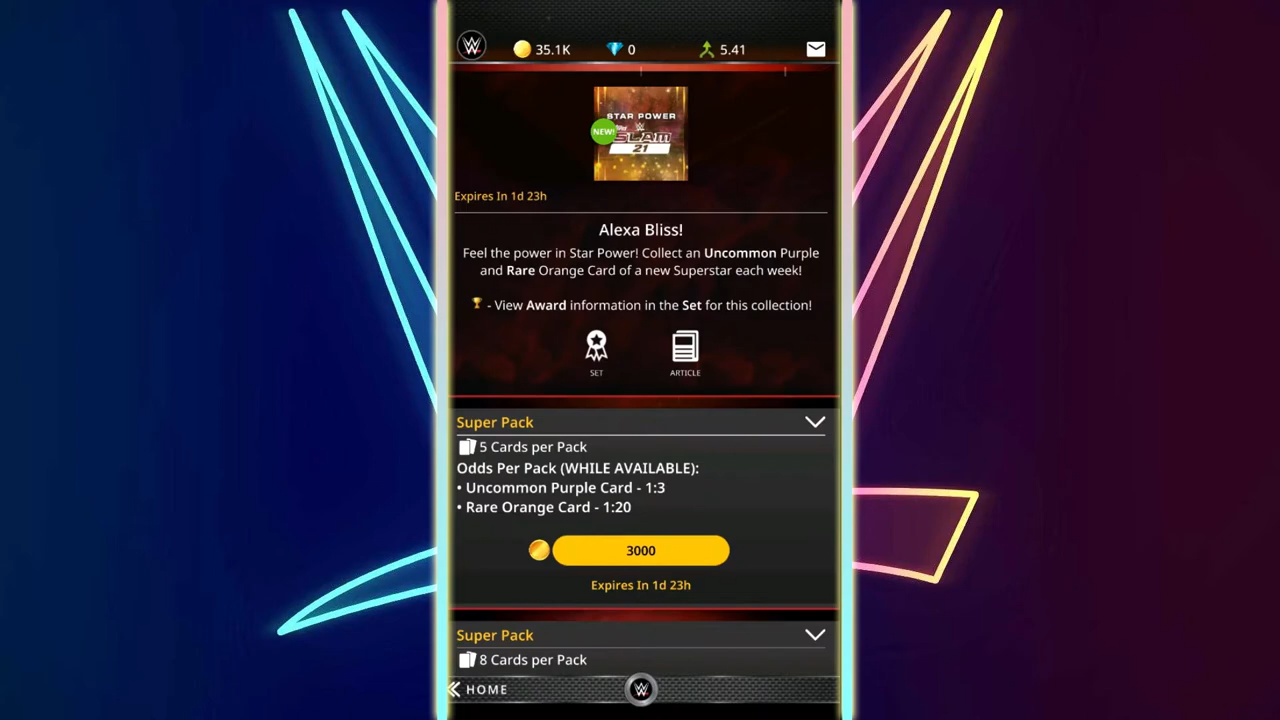 35.1K 0 5.41
STAR POWER
NEW!
SLAM
21
Expires In 1d 23h
Alexa Bliss!
Feel the power in Star Power! Collect an Uncommon Purple
and Rare Orange Card of a new Superstar each week!
- View Award information in the Set for this collection!
SET ARTICLE
Super Pack
5 Cards per Pack
Odds Per Pack (WHILE AVAILABLE):
• Uncommon Purple Card - 1:3
• Rare Orange Card - 1:20
3000
Expires In 1d 23h
Super Pack
8 Cards per Pack
HOME